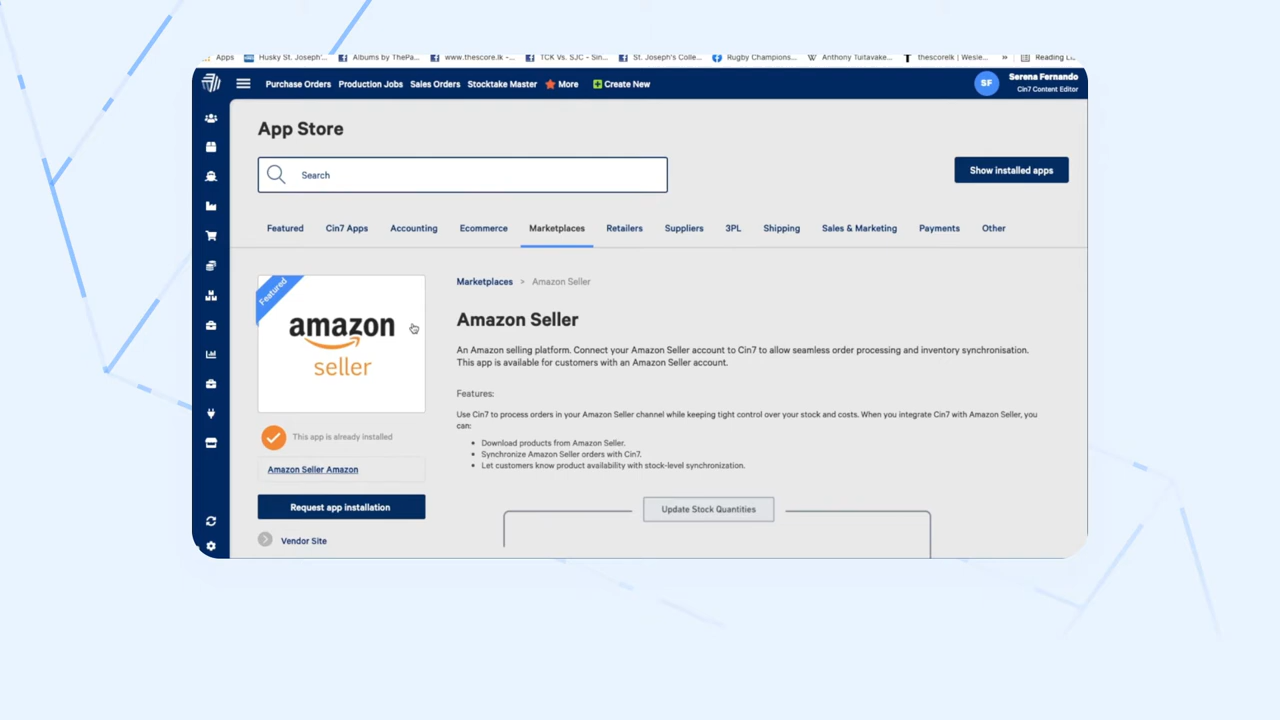 Apps Husky St. Joseph'... Albums by ThePa... www.thescore.lk -... TCK Vs. SJC – Sin... St. Joseph's Colle... Rugby Champions... Anthony Tuitavake... thescorelk | Wesle... » Reading
Purchase Orders Production Jobs Sales Orders Stocktake Master More Create New
SF Serena Fernando
Cin7 Content Editor
App Store
Search
Show installed apps
Featured Cin7 Apps Accounting Ecommerce Marketplaces Retailers Suppliers 3PL Shipping Sales & Marketing Payments Other
Featured
amazon
seller
Marketplaces > Amazon Seller
Amazon Seller
An Amazon selling platform. Connect your Amazon Seller account to Cin7 to allow seamless order processing and inventory synchronisation.
This app is available for customers with an Amazon Seller account.
Features:
Use Cin7 to process orders in your Amazon Seller channel while keeping tight control over your stock and costs. When you integrate Cin7 with Amazon Seller, you
can:
• Download products from Amazon Seller.
• Synchronize Amazon Seller orders with Cin7.
• Let customers know product availability with stock-level synchronization.
This app is already installed
Amazon Seller Amazon
Request app installation
Vendor Site
Update Stock Quantities